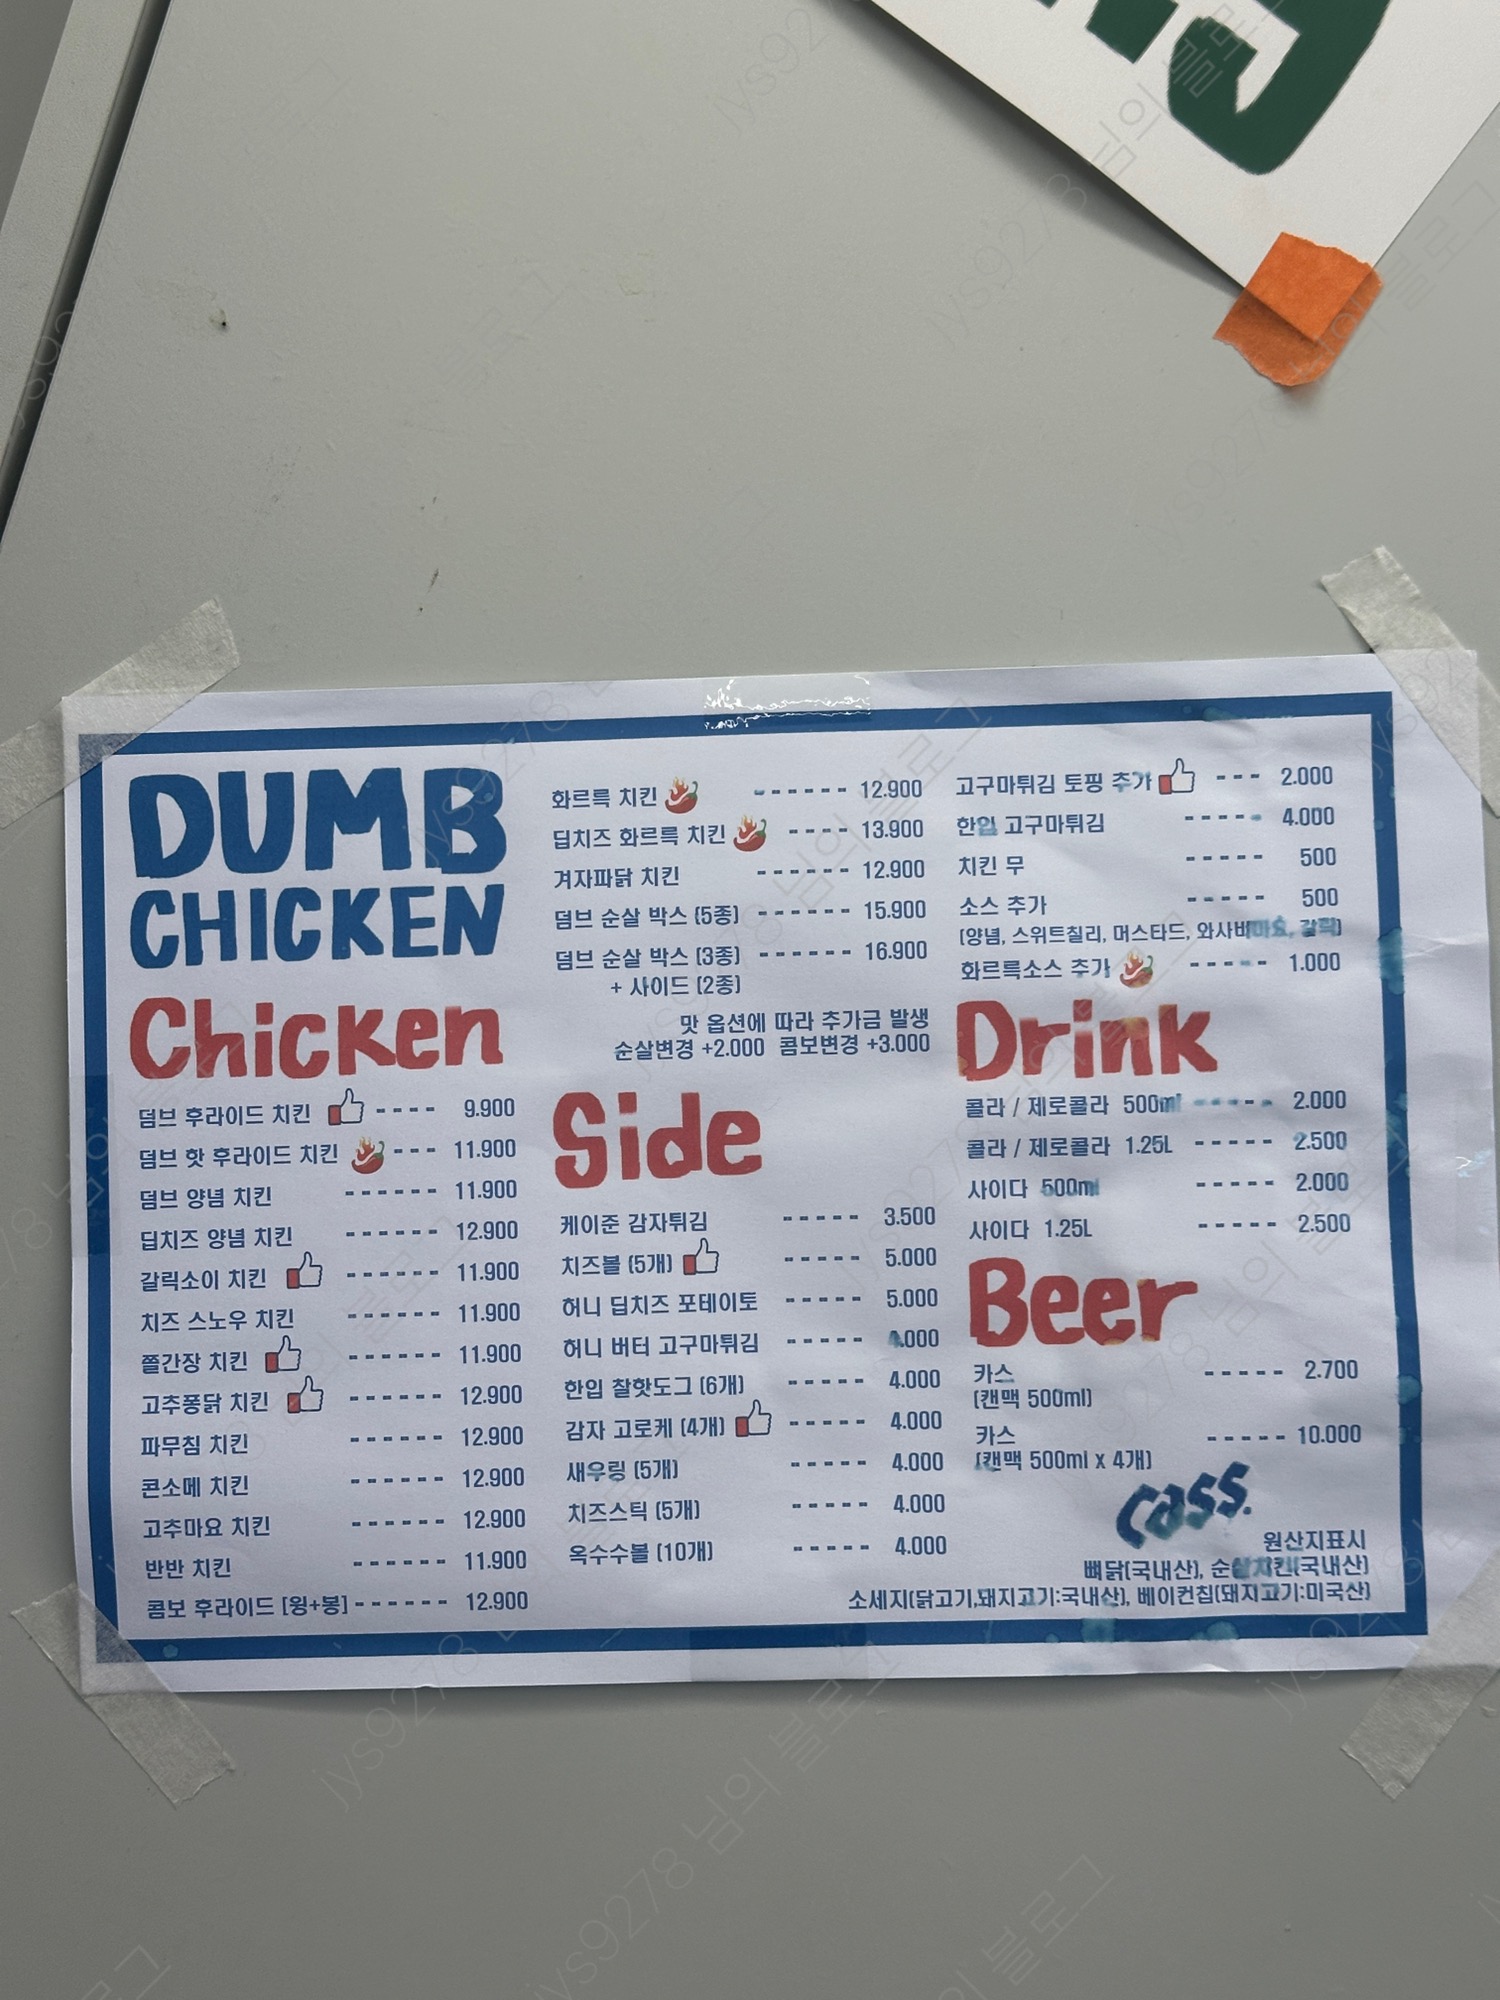 DUMB
CHICKEN
Chicken
덤브 후라이드 치킨 ---- 9.900
덤브 핫 후라이드 치킨 --- 11.900
덤브 양념 치킨 ------ 11.900
딥치즈 양념 치킨 ------ 12.900
갈릭소이 치킨 ------ 11.900
치즈 스노우 치킨 ------ 11.900
쫄간장 치킨 ------ 11.900
고추퐁닭 치킨 ------ 12.900
파무침 치킨 ------ 12.900
콘소메 치킨 ------ 12.900
고추마요 치킨 ------ 12.900
반반 치킨 ------ 11.900
콤보 후라이드 [윙+봉] ------ 12.900
화르륵 치킨 ------ 12.900
딥치즈 화르륵 치킨 ---- 13.900
겨자파닭 치킨 ------ 12.900
덤브 순살 박스 (5종) ------ 15.900
덤브 순살 박스 (3종) ------ 16.900
+ 사이드 (2종)
맛 옵션에 따라 추가금 발생
순살변경 +2.000 콤보변경 +3.000
Side
케이준 감자튀김 ----- 3.500
치즈볼 (5개) ----- 5.000
허니 딥치즈 포테이토 ----- 5.000
허니 버터 고구마튀김 ----- 4.000
한입 찰핫도그 (6개) ----- 4.000
감자 고로케 (4개) ----- 4.000
새우링 (5개) ----- 4.000
치즈스틱 (5개) ----- 4.000
옥수수볼 (10개) ----- 4.000
고구마튀김 토핑 추가 --- 2.000
한입 고구마튀김 ----- 4.000
치킨 무 ----- 500
소스 추가 ----- 500
(양념, 스위트칠리, 머스타드, 와사비마요, 갈릭)
화르륵소스 추가 ----- 1.000
Drink
콜라 / 제로콜라 500ml ----- 2.000
콜라 / 제로콜라 1.25L ----- 2.500
사이다 500ml ----- 2.000
사이다 1.25L ----- 2.500
Beer
카스 ----- 2.700
(캔맥 500ml)
카스 ----- 10.000
(캔맥 500ml x 4개)
Cass.
원산지표시
뼈닭(국내산), 순살치킨(국내산)
소세지(닭고기,돼지고기:국내산), 베이컨칩(돼지고기:미국산)
jys9278 님의 블로그